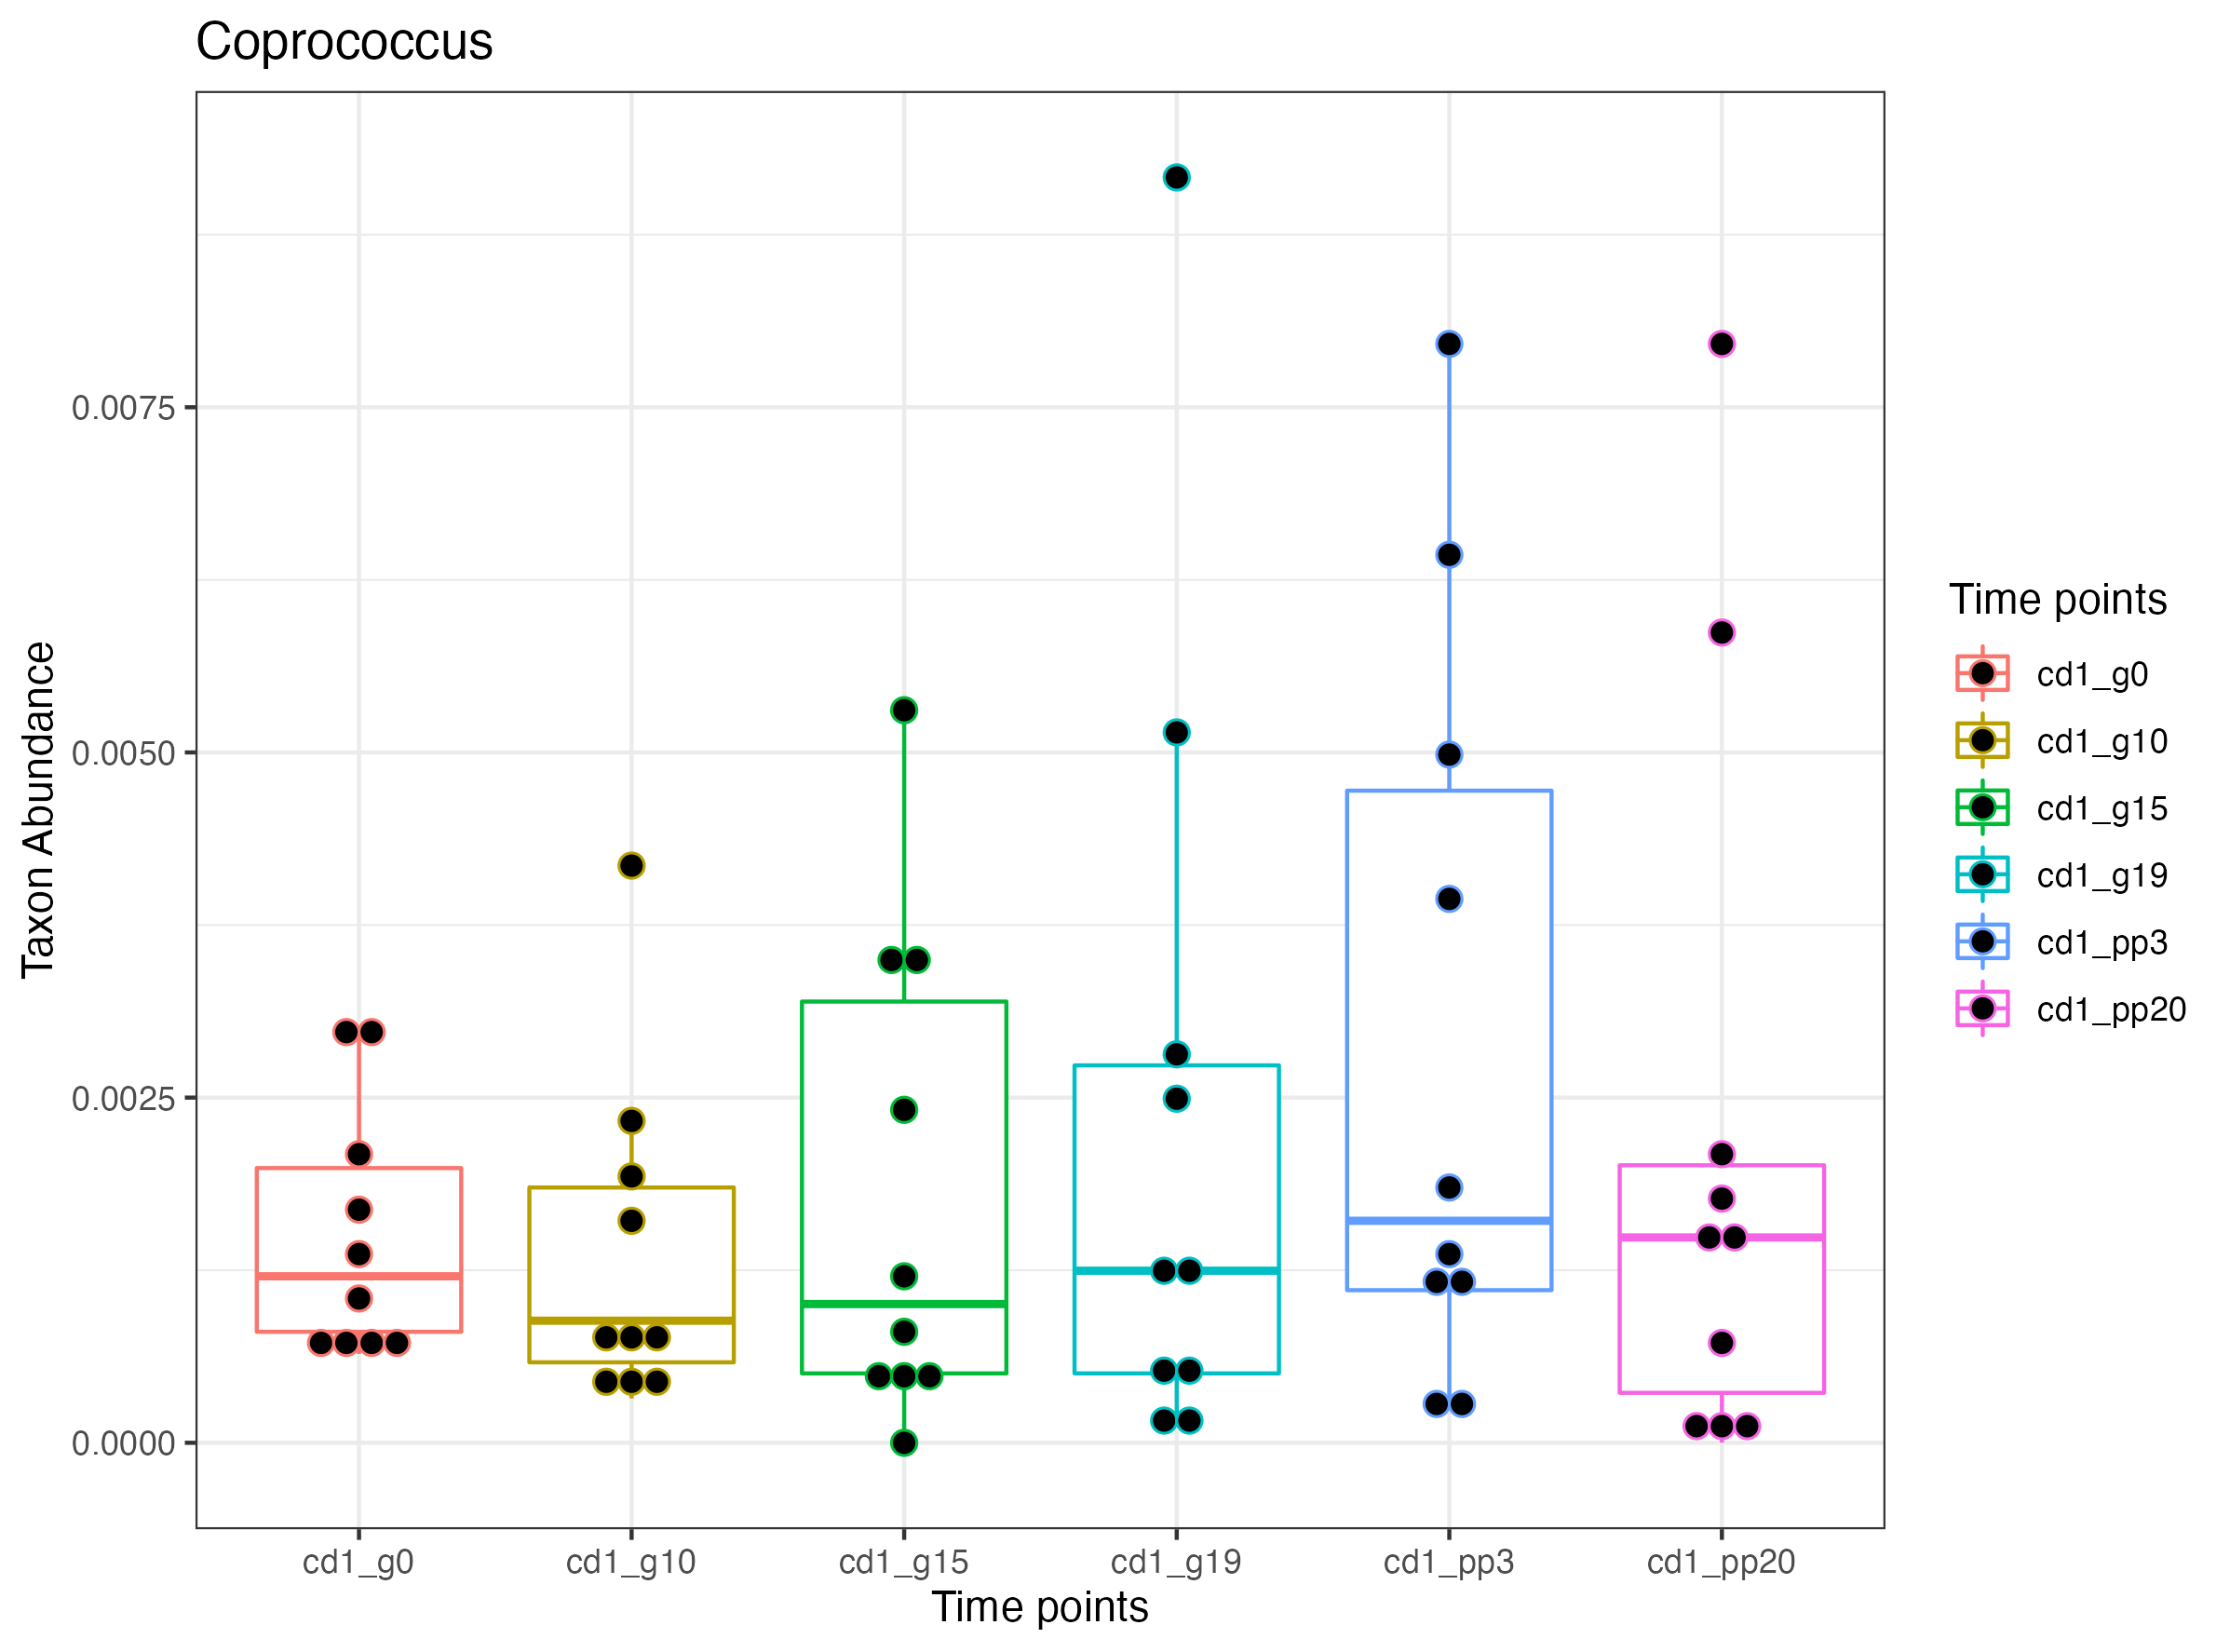 Coprococcus
Taxon Abundance
0.0075
0.0050
0.0025
0.0000
cd1_g0 cd1_g10 cd1_g15 cd1_g19 cd1_pp3 cd1_pp20
Time points
Time points
cd1_g0
cd1_g10
cd1_g15
cd1_g19
cd1_pp3
cd1_pp20